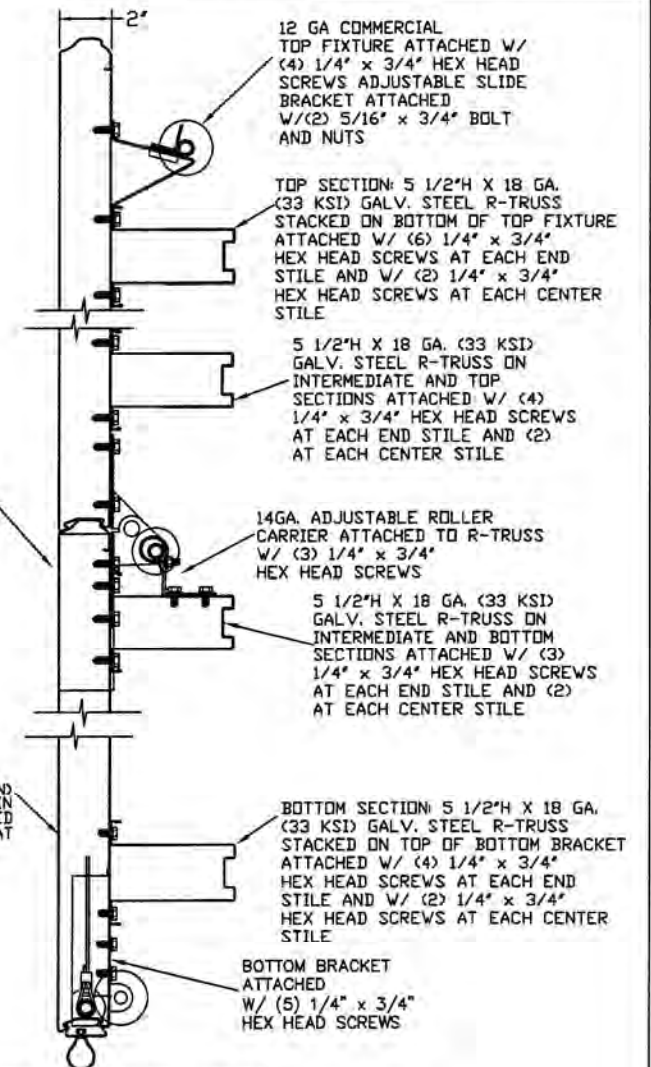 2"
12 GA COMMERCIAL
TOP FIXTURE ATTACHED W/
(4) 1/4" x 3/4" HEX HEAD
SCREWS ADJUSTABLE SLIDE
BRACKET ATTACHED
W/(2) 5/16" x 3/4" BOLT
AND NUTS
TOP SECTION: 5 1/2"H X 18 GA.
(33 KSI) GALV. STEEL R-TRUSS
STACKED ON BOTTOM OF TOP FIXTURE
ATTACHED W/ (6) 1/4" x 3/4"
HEX HEAD SCREWS AT EACH END
STILE AND W/ (2) 1/4" x 3/4"
HEX HEAD SCREWS AT EACH CENTER
STILE
5 1/2"H X 18 GA. (33 KSI)
GALV. STEEL R-TRUSS ON
INTERMEDIATE AND TOP
SECTIONS ATTACHED W/ (4)
1/4" x 3/4" HEX HEAD SCREWS
AT EACH END STILE AND (2)
AT EACH CENTER STILE
14GA. ADJUSTABLE ROLLER
CARRIER ATTACHED TO R-TRUSS
W/ (3) 1/4" x 3/4"
HEX HEAD SCREWS
5 1/2"H X 18 GA. (33 KSI)
GALV. STEEL R-TRUSS ON
INTERMEDIATE AND BOTTOM
SECTIONS ATTACHED W/ (3)
1/4" x 3/4" HEX HEAD SCREWS
AT EACH END STILE AND (2)
AT EACH CENTER STILE
AT
BOTTOM SECTION: 5 1/2"H X 18 GA.
(33 KSI) GALV. STEEL R-TRUSS
STACKED ON TOP OF BOTTOM BRACKET
ATTACHED W/ (4) 1/4" x 3/4"
HEX HEAD SCREWS AT EACH END
STILE AND W/ (2) 1/4" x 3/4"
HEX HEAD SCREWS AT EACH CENTER
STILE
BOTTOM BRACKET
ATTACHED
W/ (5) 1/4" x 3/4"
HEX HEAD SCREWS